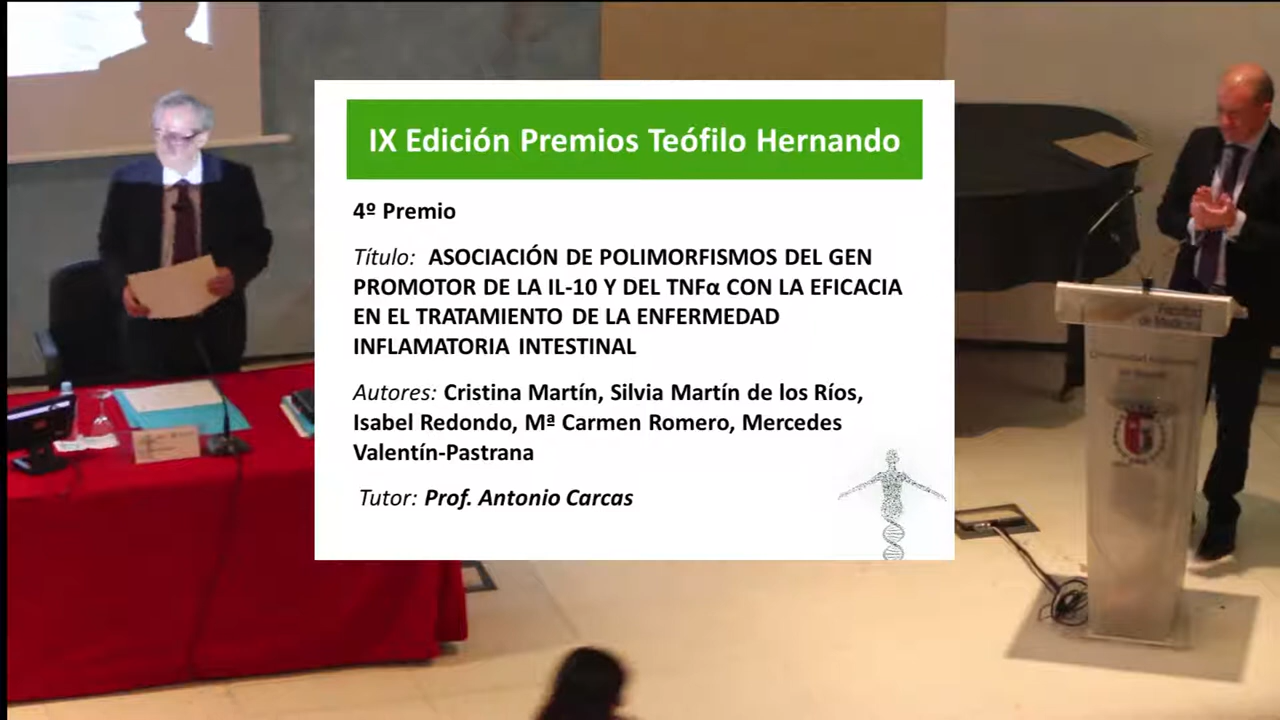 IX Edición Premios Teófilo Hernando
4º Premio
Título: ASOCIACIÓN DE POLIMORFISMOS DEL GEN
PROMOTOR DE LA IL-10 Y DEL TNFα CON LA EFICACIA
EN EL TRATAMIENTO DE LA ENFERMEDAD
INFLAMATORIA INTESTINAL
Autores: Cristina Martín, Silvia Martín de los Ríos,
Isabel Redondo, Mª Carmen Romero, Mercedes
Valentín-Pastrana
Tutor: Prof. Antonio Carcas
Facultad
de Medicina